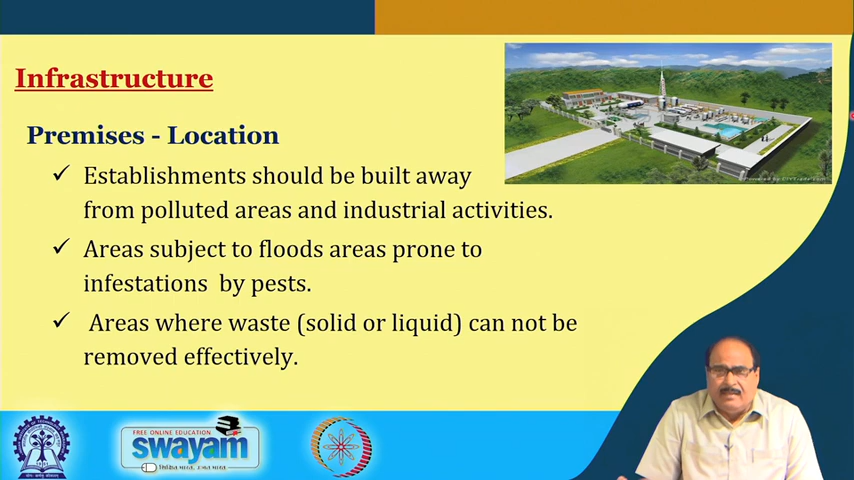 Infrastructure
Premises - Location
✓ Establishments should be built away
from polluted areas and industrial activities.
✓ Areas subject to floods areas prone to
infestations by pests.
✓ Areas where waste (solid or liquid) can not be
removed effectively.
FREE ONLINE EDUCATION
swayam